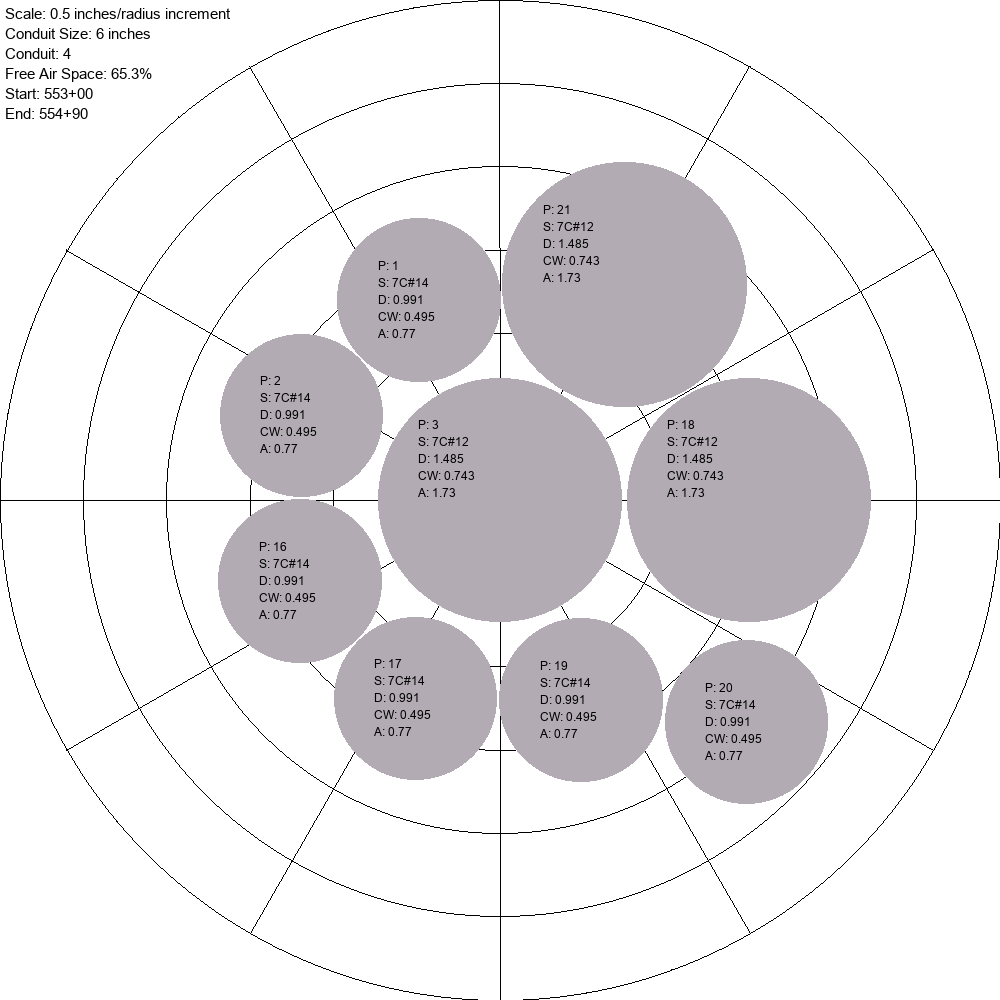 Scale: 0.5 inches/radius increment
Conduit Size: 6 inches
Conduit: 4
Free Air Space: 65.3%
Start: 553+00
End: 554+90
P: 21
S: 7C#12
D: 1.485
CW: 0.743
A: 1.73
P: 1
S: 7C#14
D: 0.991
CW: 0.495
A: 0.77
P: 2
S: 7C#14
D: 0.991
CW: 0.495
A: 0.77
P: 3
S: 7C#12
D: 1.485
CW: 0.743
A: 1.73
P: 18
S: 7C#12
D: 1.485
CW: 0.743
A: 1.73
P: 16
S: 7C#14
D: 0.991
CW: 0.495
A: 0.77
P: 17
S: 7C#14
D: 0.991
CW: 0.495
A: 0.77
P: 19
S: 7C#14
D: 0.991
CW: 0.495
A: 0.77
P: 20
S: 7C#14
D: 0.991
CW: 0.495
A: 0.77